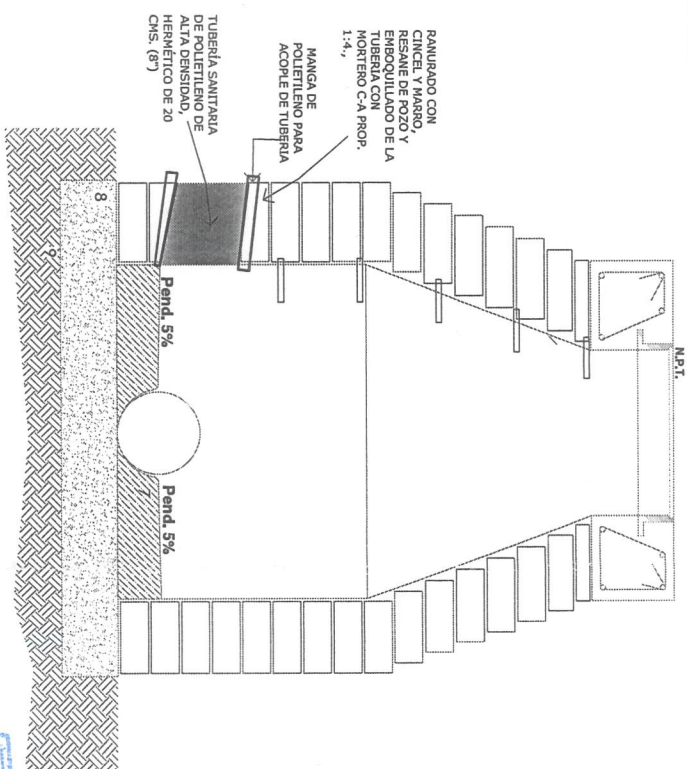 N.P.T.
RANURADO CON
CINCEL Y MARRO,
RESANE DE POZO Y
EMBOQUILLADO DE LA
TUBERIA CON
MORTERO C-A PROP.
1:4.,
MANGA DE
POLIETILENO PARA
ACOPLE DE TUBERIA
TUBERÍA SANITARIA
DE POLIETILENO DE
ALTA DENSIDAD,
HERMÉTICO DE 20
CMS. (8")
Pend. 5%
Pend. 5%
7
8